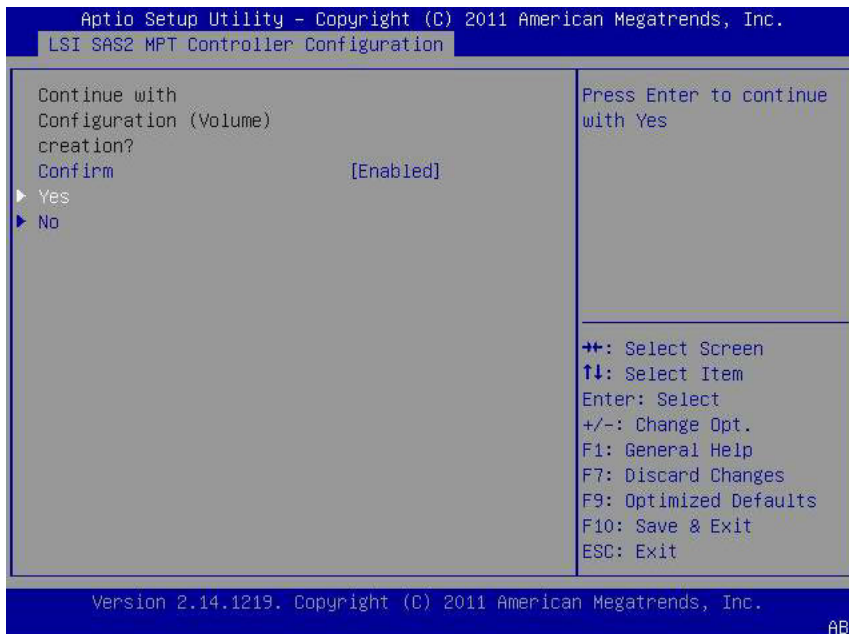 Aptio Setup Utility – Copyright (C) 2011 American Megatrends, Inc.
LSI SAS2 MPT Controller Configuration
Continue with
Configuration (Volume)
creation?
Confirm [Enabled]
Yes
No
Press Enter to continue
with Yes
→←: Select Screen
↑↓: Select Item
Enter: Select
+/-: Change Opt.
F1: General Help
F7: Discard Changes
F9: Optimized Defaults
F10: Save & Exit
ESC: Exit
Version 2.14.1219. Copyright (C) 2011 American Megatrends, Inc.
AB